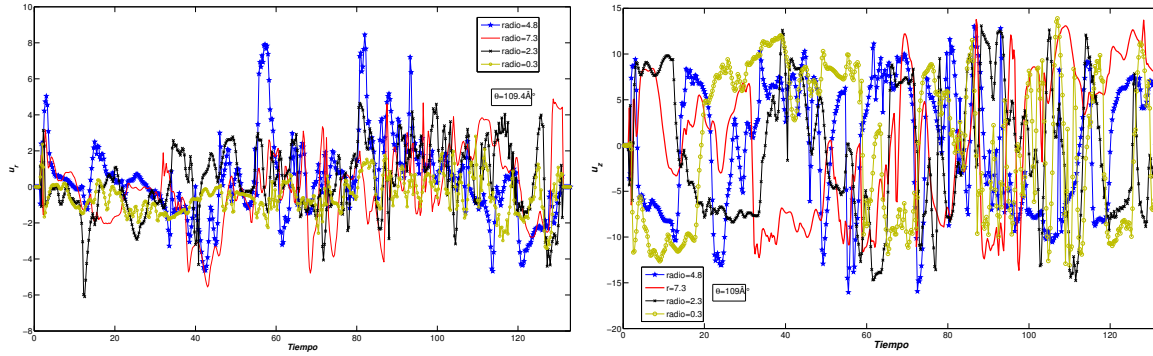 10
8
6
4
2
0
−2
−4
−6
−8
0
20
40
60
80
100
120
Tiempo
u_r
radio=4.8
radio=7.3
radio=2.3
radio=0.3
θ=109.4Â°
15
10
5
0
−5
−10
−15
−20
0
20
40
60
80
100
120
Tiempo
u_z
radio=4.8
r=7.3
radio=2.3
radio=0.3
θ=109Â°